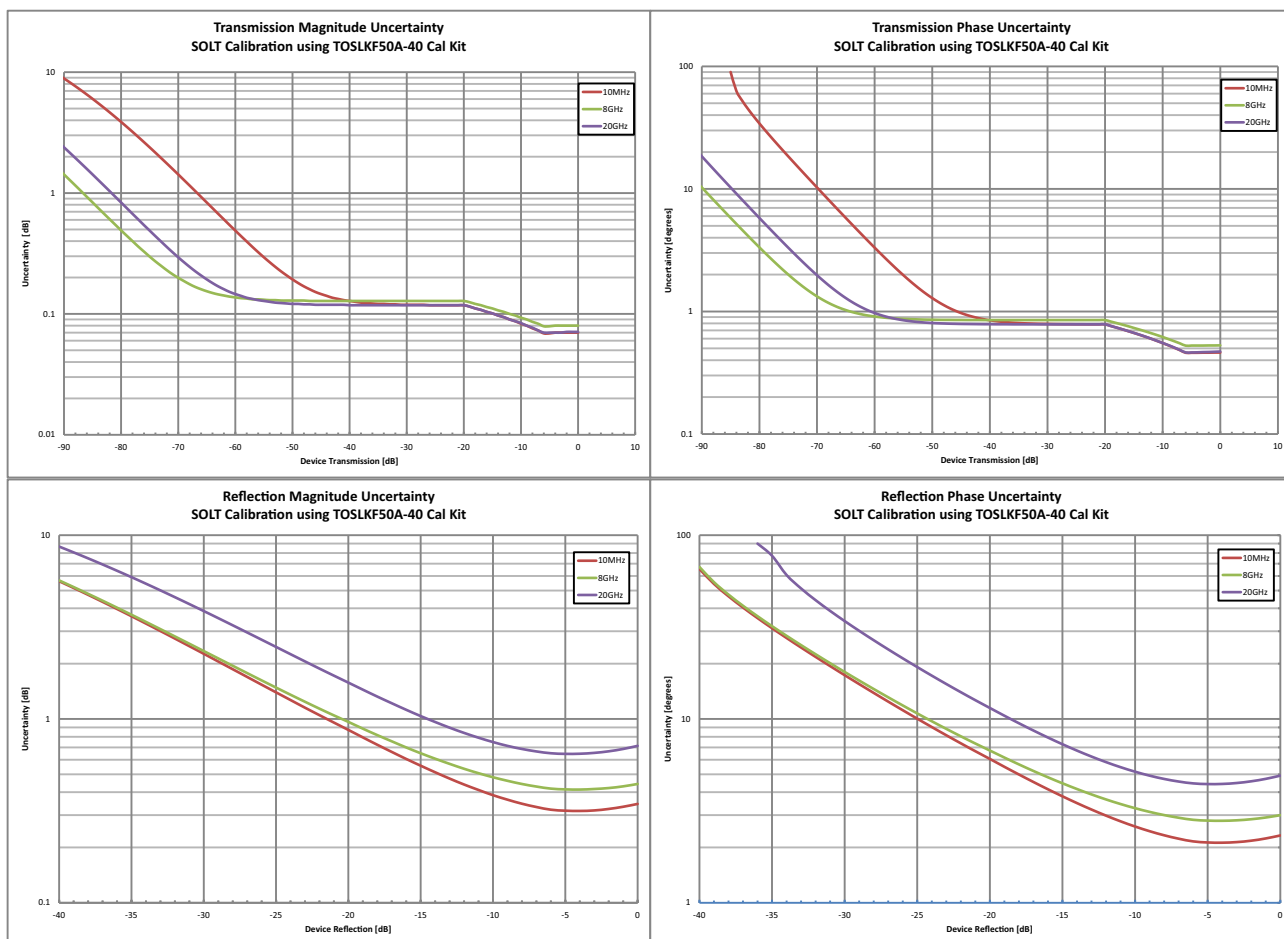 Transmission Magnitude Uncertainty
SOLT Calibration using TOSLKF50A-40 Cal Kit
10
1
0.1
0.01
Uncertainty [dB]
10MHz
8GHz
20GHz
-90 -80 -70 -60 -50 -40 -30 -20 -10 0 10
Device Transmission [dB]
Transmission Phase Uncertainty
SOLT Calibration using TOSLKF50A-40 Cal Kit
100
10
1
0.1
Uncertainty [degrees]
10MHz
8GHz
20GHz
-90 -80 -70 -60 -50 -40 -30 -20 -10 0 10
Device Transmission [dB]
Reflection Magnitude Uncertainty
SOLT Calibration using TOSLKF50A-40 Cal Kit
10
1
0.1
Uncertainty [dB]
10MHz
8GHz
20GHz
-40 -35 -30 -25 -20 -15 -10 -5 0
Device Reflection [dB]
Reflection Phase Uncertainty
SOLT Calibration using TOSLKF50A-40 Cal Kit
100
10
1
Uncertainty [degrees]
10MHz
8GHz
20GHz
-40 -35 -30 -25 -20 -15 -10 -5 0
Device Reflection [dB]